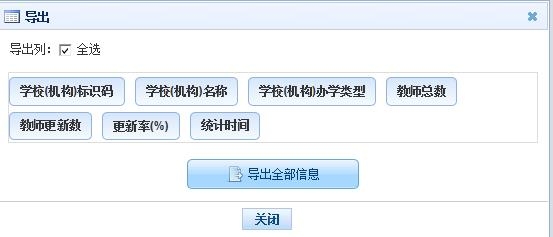 导出
导出列： 全选
学校(机构)标识码 学校(机构)名称 学校(机构)办学类型 教师总数
教师更新数 更新率(%) 统计时间
导出全部信息
关闭